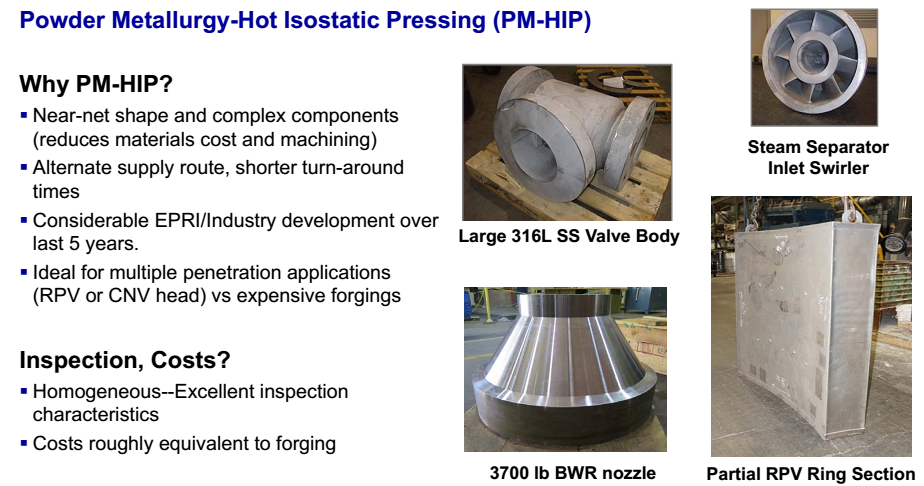 Powder Metallurgy-Hot Isostatic Pressing (PM-HIP)
Why PM-HIP?
▪ Near-net shape and complex components
(reduces materials cost and machining)
▪ Alternate supply route, shorter turn-around
times
▪ Considerable EPRI/Industry development over
last 5 years.
▪ Ideal for multiple penetration applications
(RPV or CNV head) vs expensive forgings
Inspection, Costs?
▪ Homogeneous--Excellent inspection
characteristics
▪ Costs roughly equivalent to forging
Large 316L SS Valve Body
Steam Separator
Inlet Swirler
3700 lb BWR nozzle
Partial RPV Ring Section